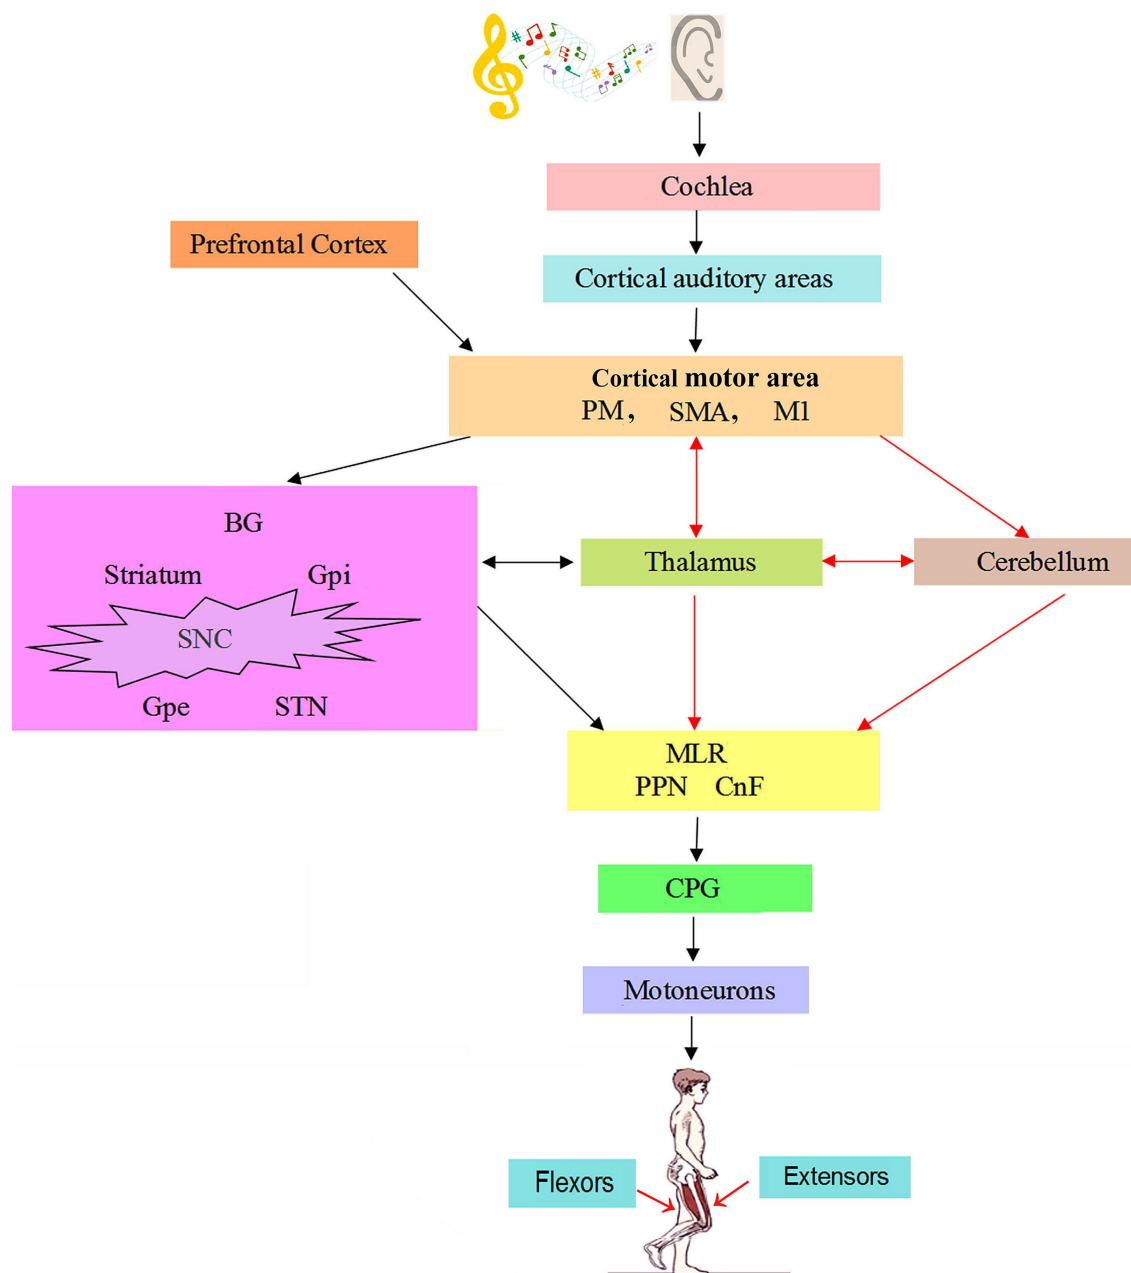 Cochlea
Prefrontal Cortex
Cortical auditory areas
Cortical motor area
PM, SMA, M1
BG
Thalamus
Cerebellum
Striatum Gpi
SNC
Gpe STN
MLR
PPN CnF
CPG
Motoneurons
Flexors
Extensors